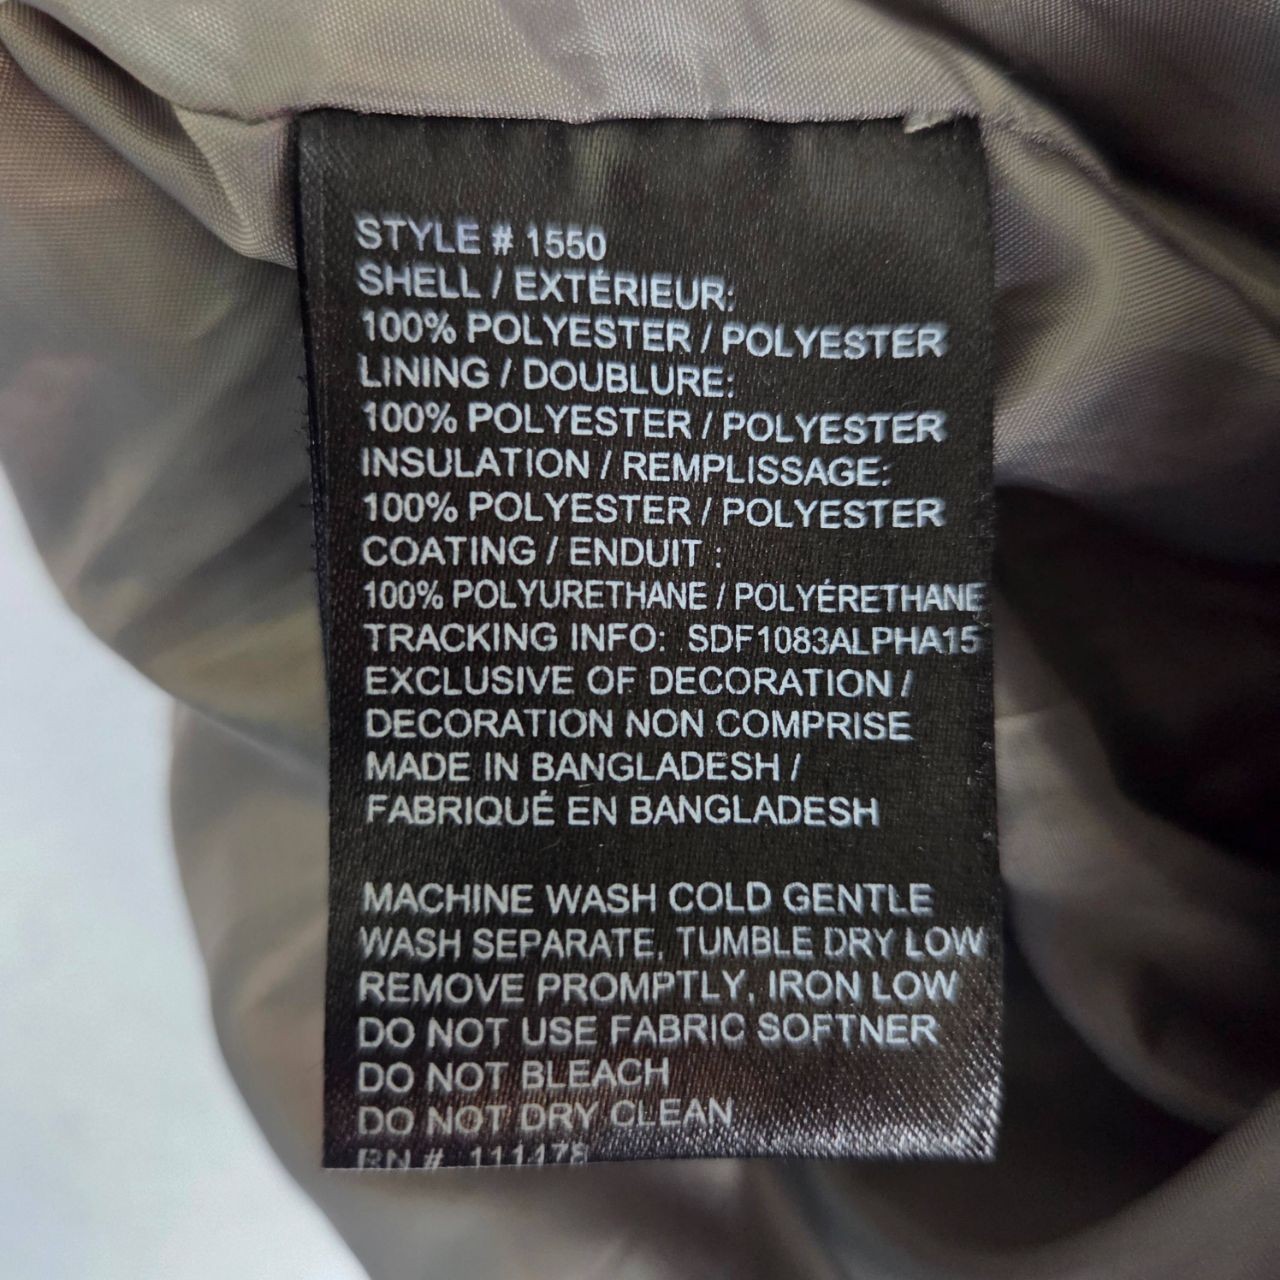 STYLE # 1550
SHELL / EXTÉRIEUR:
100% POLYESTER / POLYESTER
LINING / DOUBLURE:
100% POLYESTER / POLYESTER
INSULATION / REMPLISSAGE:
100% POLYESTER / POLYESTER
COATING / ENDUIT :
100% POLYURETHANE / POLYÉRETHANE
TRACKING INFO: SDF1083ALPHA15
EXCLUSIVE OF DECORATION /
DECORATION NON COMPRISE
MADE IN BANGLADESH /
FABRIQUÉ EN BANGLADESH
MACHINE WASH COLD GENTLE
WASH SEPARATE, TUMBLE DRY LOW
REMOVE PROMPTLY, IRON LOW
DO NOT USE FABRIC SOFTNER
DO NOT BLEACH
DO NOT DRY CLEAN
RN #